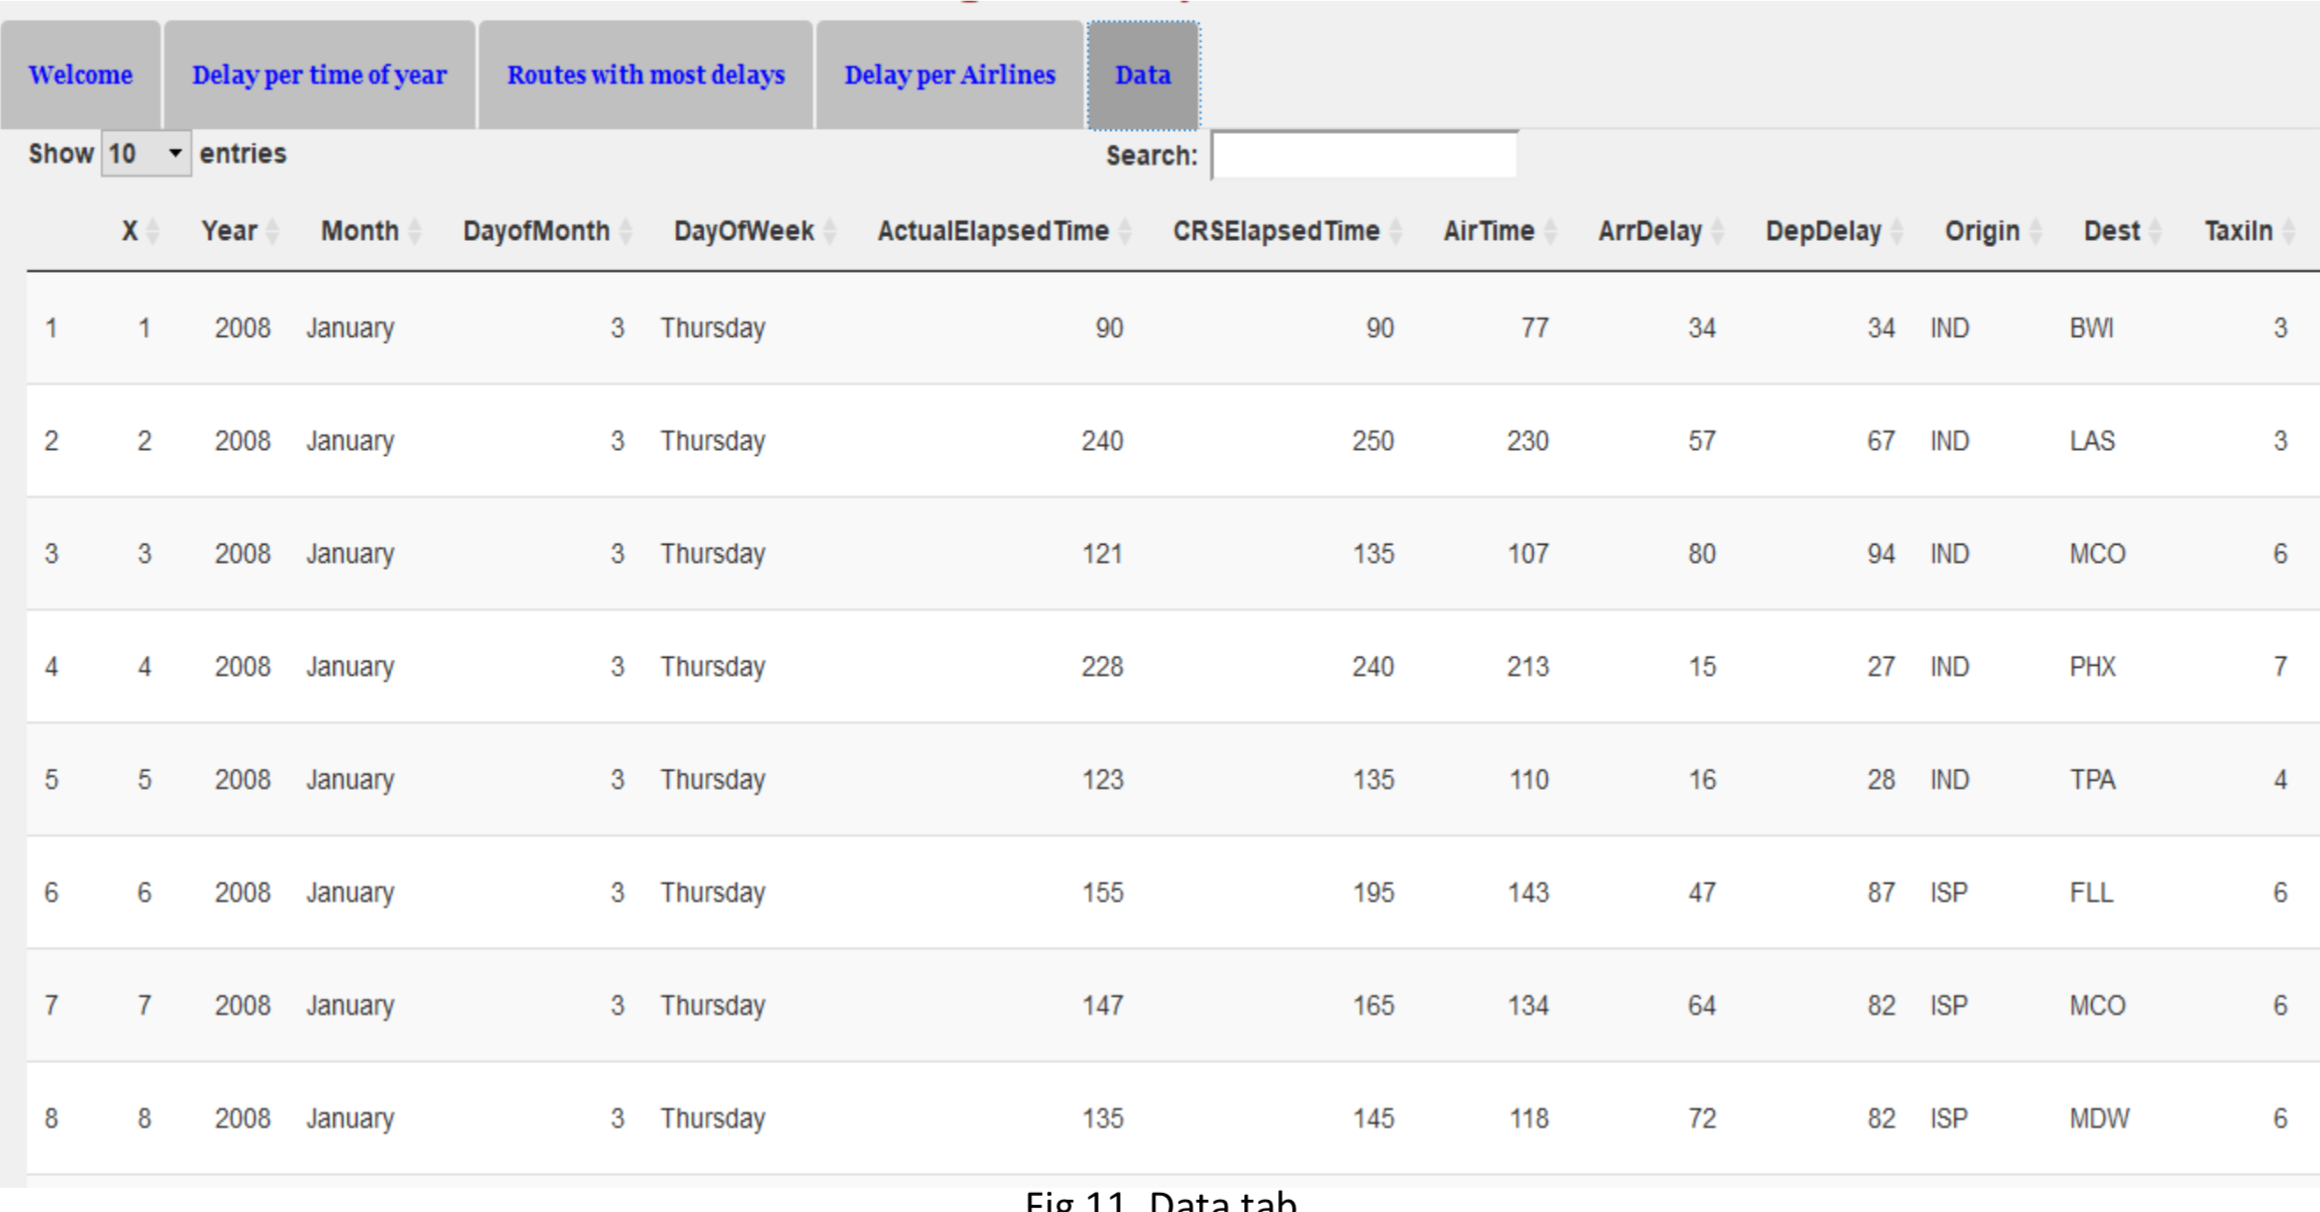 Welcome Delay per time of year Routes with most delays Delay per Airlines Data
Show 10 entries Search:
X Year Month DayofMonth DayOfWeek ActualElapsedTime CRSElapsedTime AirTime ArrDelay DepDelay Origin Dest TaxiIn
1 1 2008 January 3 Thursday 90 90 77 34 34 IND BWI 3
2 2 2008 January 3 Thursday 240 250 230 57 67 IND LAS 3
3 3 2008 January 3 Thursday 121 135 107 80 94 IND MCO 6
4 4 2008 January 3 Thursday 228 240 213 15 27 IND PHX 7
5 5 2008 January 3 Thursday 123 135 110 16 28 IND TPA 4
6 6 2008 January 3 Thursday 155 195 143 47 87 ISP FLL 6
7 7 2008 January 3 Thursday 147 165 134 64 82 ISP MCO 6
8 8 2008 January 3 Thursday 135 145 118 72 82 ISP MDW 6
Fig 11. Data tab